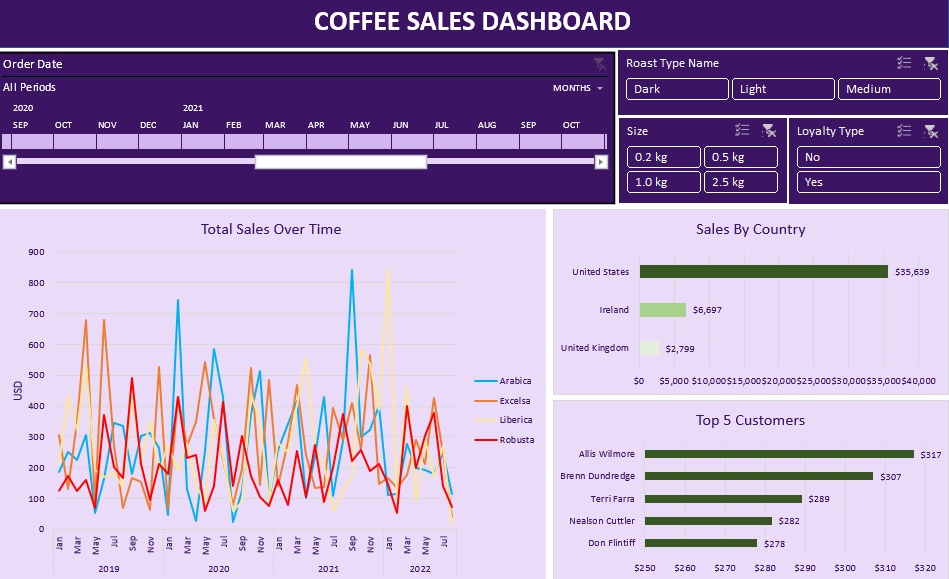 COFFEE SALES DASHBOARD
Order Date
All Periods
MONTHS
2020 2021
SEP OCT NOV DEC JAN FEB MAR APR MAY JUN JUL AUG SEP OCT
Roast Type Name
Dark Light Medium
Size
0.2 kg 0.5 kg
1.0 kg 2.5 kg
Loyalty Type
No
Yes
Total Sales Over Time
900
800
700
600
500
400
300
200
100
0
USD
Jan Mar May Jul Sep Nov Jan Mar May Jul Sep Nov Jan Mar May Jul Sep Nov Jan Mar May Jul
2019 2020 2021 2022
Arabica
Excelsa
Liberica
Robusta
Sales By Country
United States $35,639
Ireland $6,697
United Kingdom $2,799
$0 $5,000 $10,000 $15,000 $20,000 $25,000 $30,000 $35,000 $40,000
Top 5 Customers
Allis Wilmore $317
Brenn Dundredge $307
Terri Farra $289
Nealson Cuttler $282
Don Flintiff $278
$250 $260 $270 $280 $290 $300 $310 $320